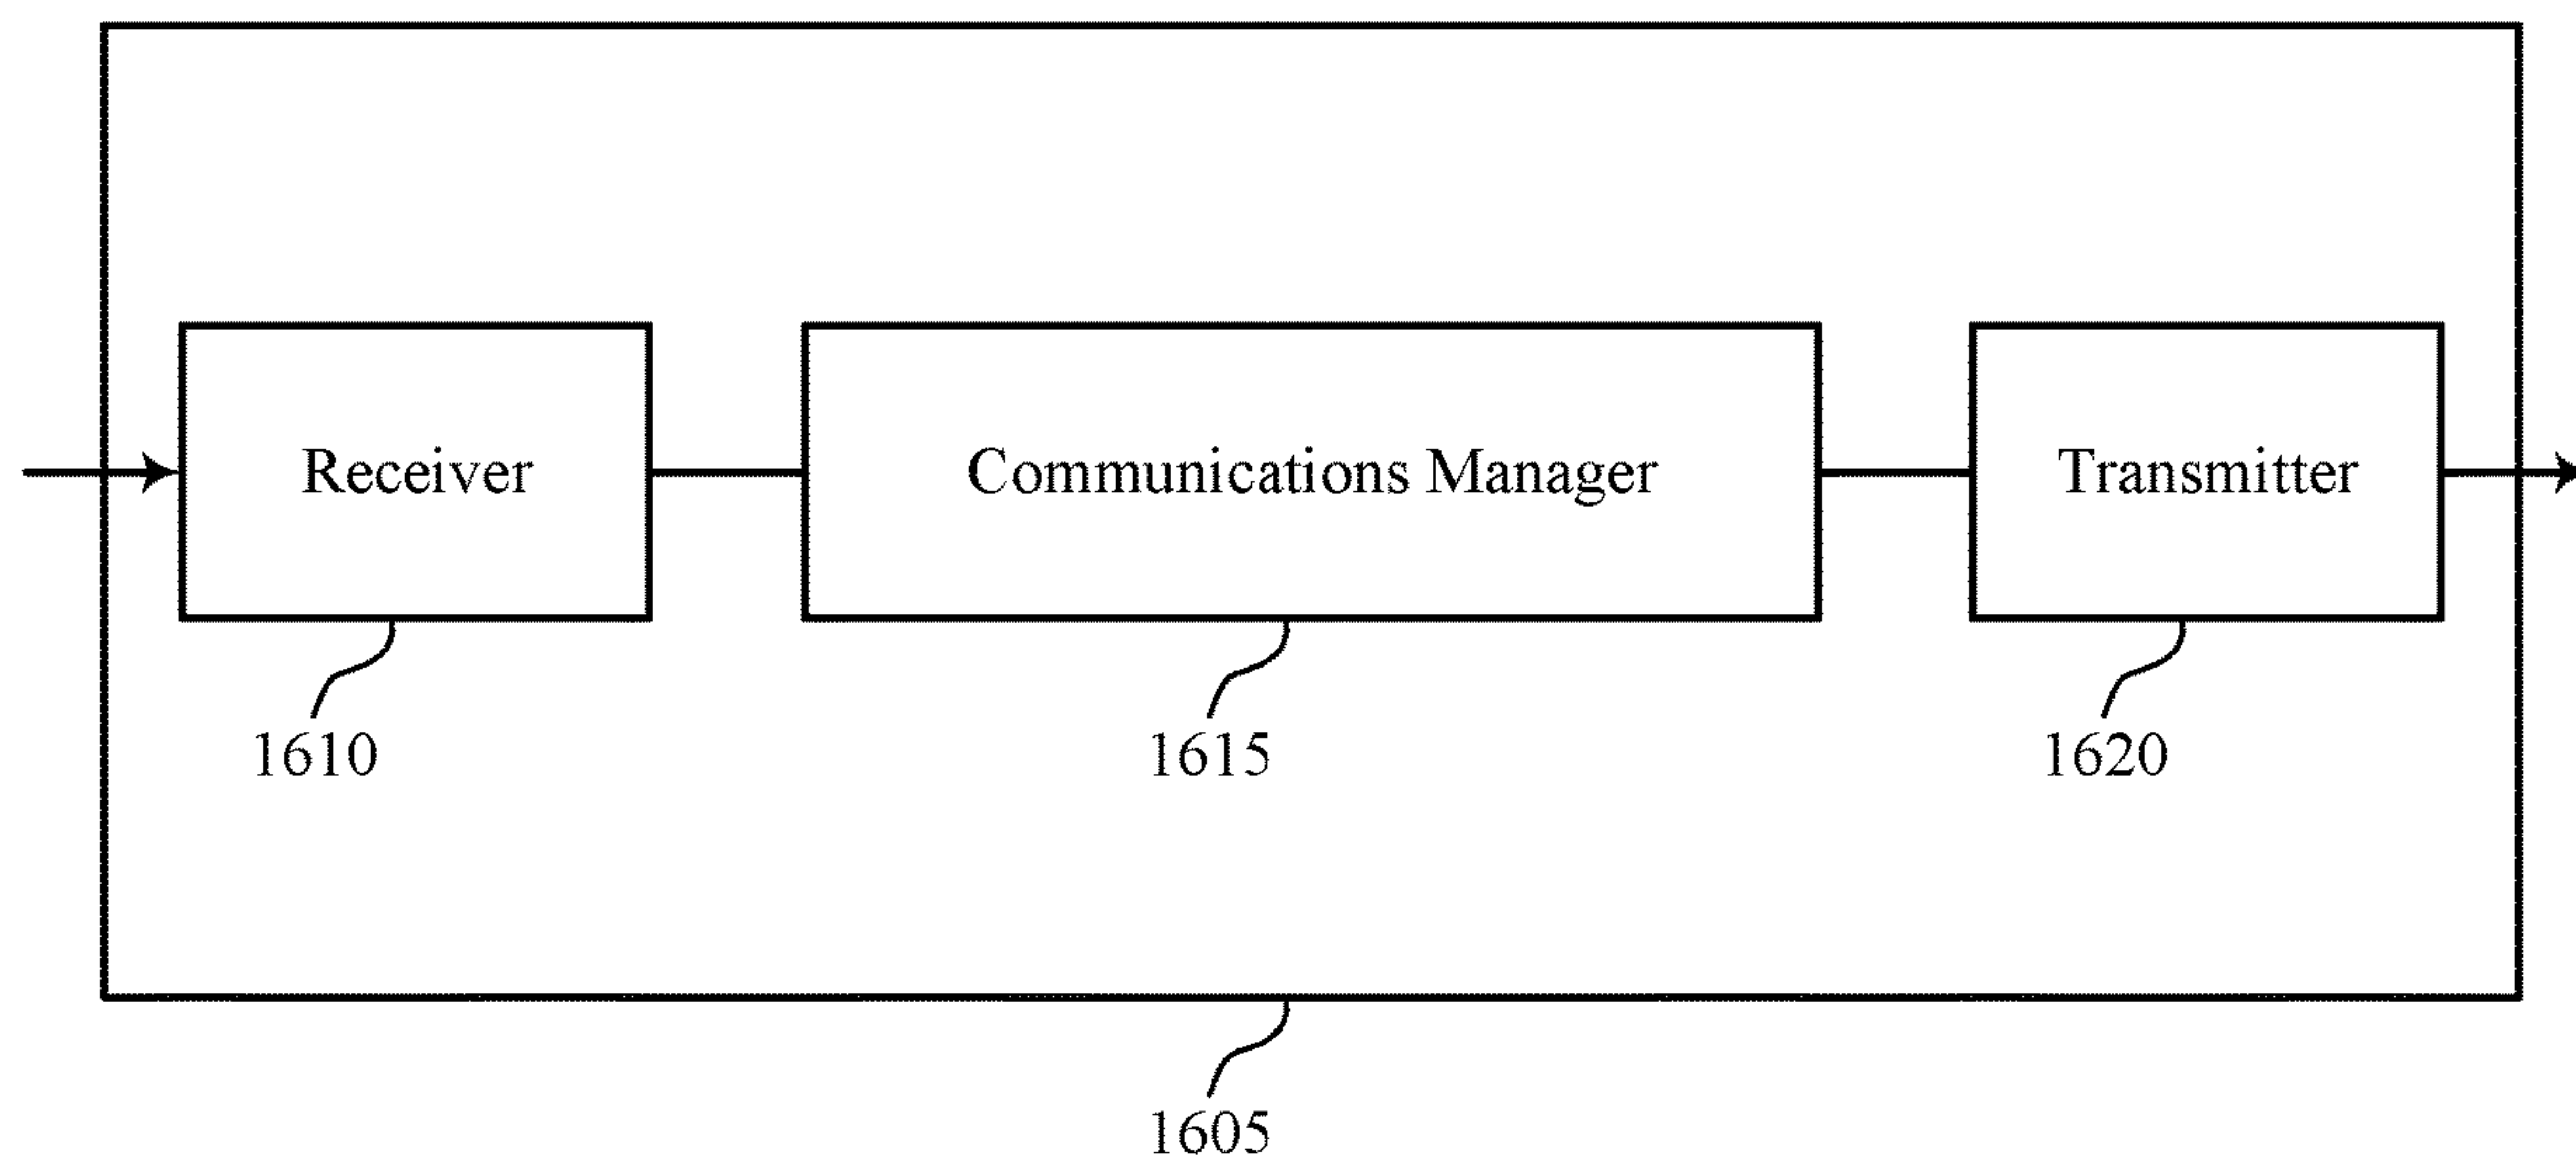 Receiver
Communications Manager
Transmitter
1610
1615
1620
1605